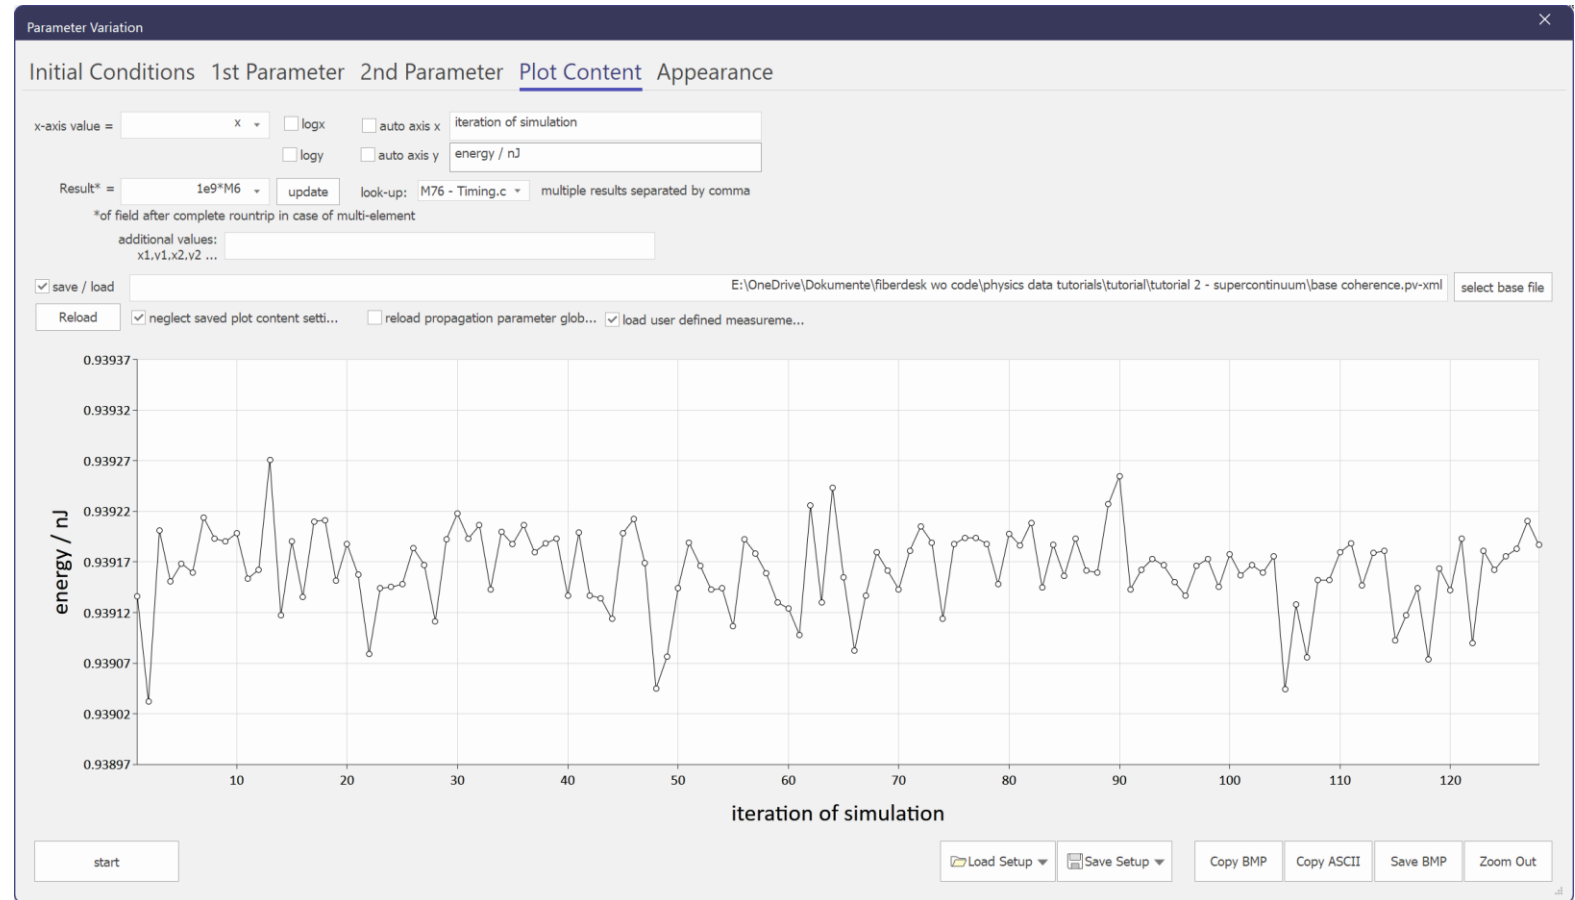 Parameter Variation
Initial Conditions 1st Parameter 2nd Parameter Plot Content Appearance
x-axis value = x logx auto axis x iteration of simulation
logy auto axis y energy / nJ
Result* = 1e9*M6 update look-up: M76 - Timing.c multiple results separated by comma
*of field after complete rountrip in case of multi-element
additional values:
x1,y1,x2,y2 ...
save / load E:\OneDrive\Dokumente\fiberdesk wo code\physics data tutorials\tutorial\tutorial 2 - supercontinuum\base coherence.pv-xml select base file
Reload neglect saved plot content setti... reload propagation parameter glob... load user defined measureme...
0.93937
0.93932
0.93927
0.93922
0.93917
0.93912
0.93907
0.93902
0.93897
energy / nJ
10 20 30 40 50 60 70 80 90 100 110 120
iteration of simulation
start Load Setup Save Setup Copy BMP Copy ASCII Save BMP Zoom Out